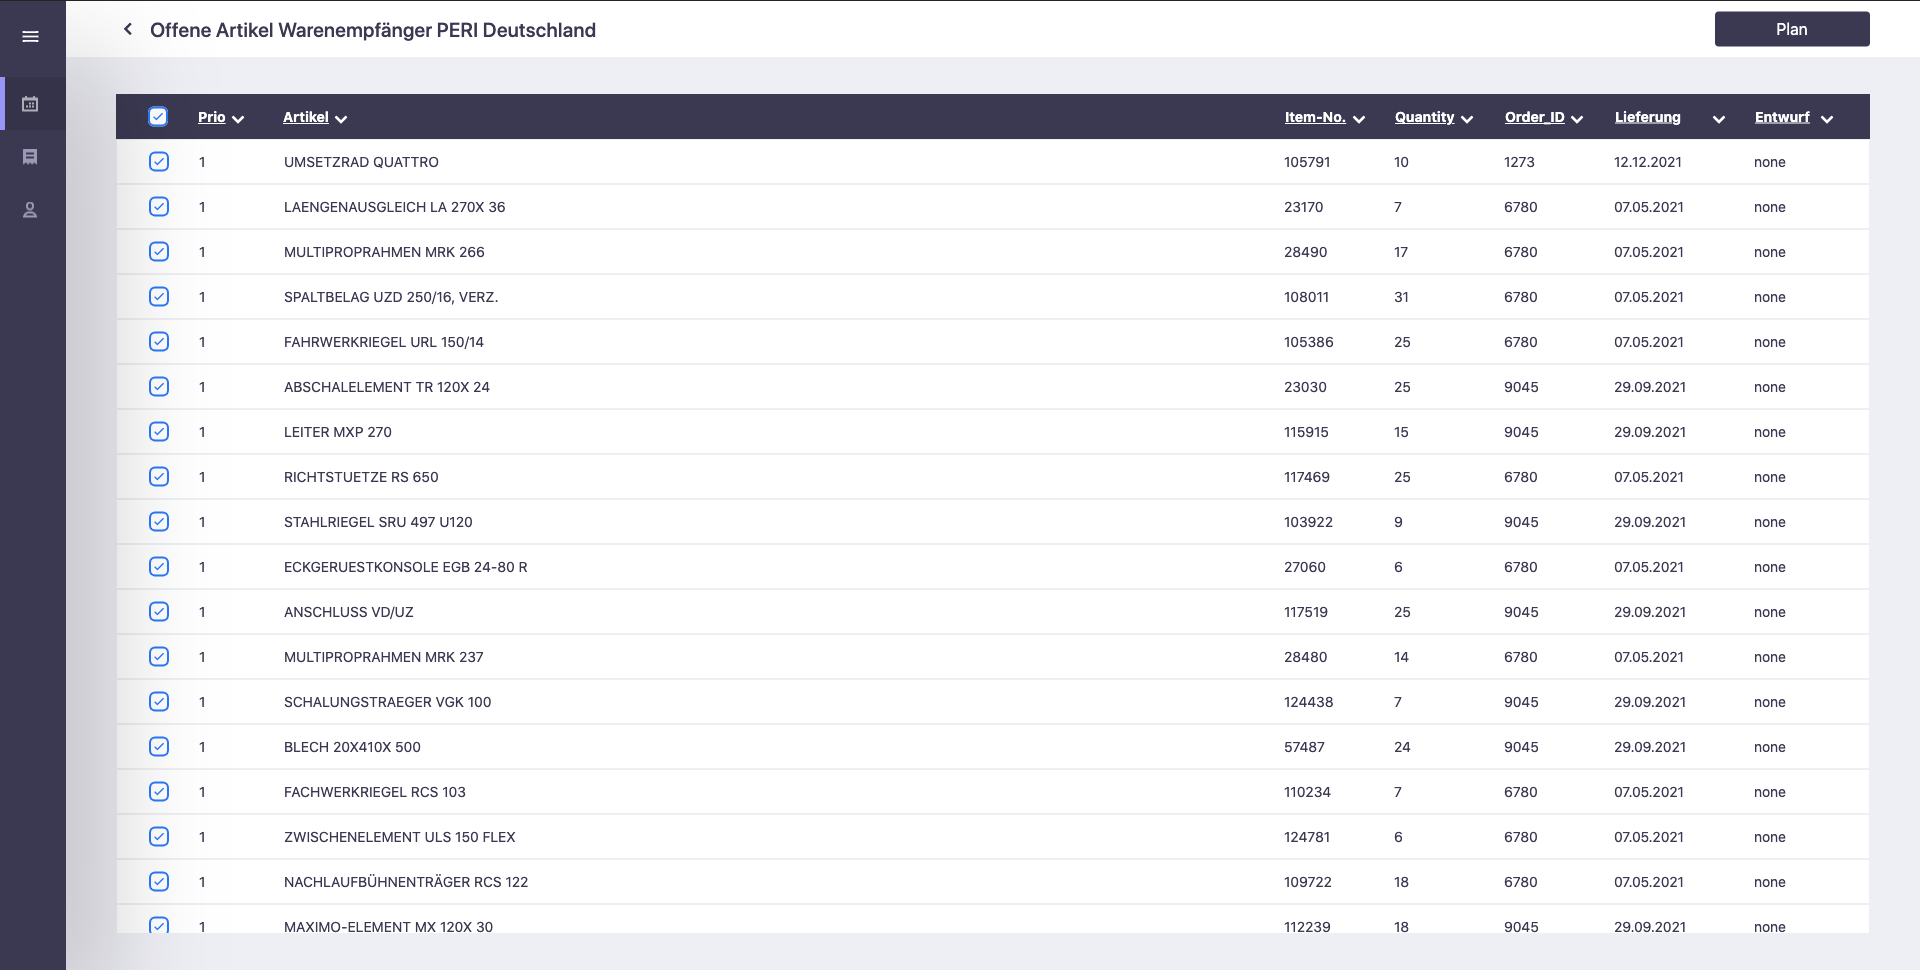 Offene Artikel Warenempfänger PERI Deutschland
Plan
Prio Artikel Item-No. Quantity Order_ID Lieferung Entwurf
1 UMSETZRAD QUATTRO 105791 10 1273 12.12.2021 none
1 LAENGENAUSGLEICH LA 270X 36 23170 7 6780 07.05.2021 none
1 MULTIPROPRAHMEN MRK 266 28490 17 6780 07.05.2021 none
1 SPALTBELAG UZD 250/16, VERZ. 108011 31 6780 07.05.2021 none
1 FAHRWERKRIEGEL URL 150/14 105386 25 6780 07.05.2021 none
1 ABSCHALELEMENT TR 120X 24 23030 25 9045 29.09.2021 none
1 LEITER MXP 270 115915 15 9045 29.09.2021 none
1 RICHTSTUETZE RS 650 117469 25 6780 07.05.2021 none
1 STAHLRIEGEL SRU 497 U120 103922 9 9045 29.09.2021 none
1 ECKGERUESTKONSOLE EGB 24-80 R 27060 6 6780 07.05.2021 none
1 ANSCHLUSS VD/UZ 117519 25 9045 29.09.2021 none
1 MULTIPROPRAHMEN MRK 237 28480 14 6780 07.05.2021 none
1 SCHALUNGSTRAEGER VGK 100 124438 7 9045 29.09.2021 none
1 BLECH 20X410X 500 57487 24 9045 29.09.2021 none
1 FACHWERKRIEGEL RCS 103 110234 7 6780 07.05.2021 none
1 ZWISCHENELEMENT ULS 150 FLEX 124781 6 6780 07.05.2021 none
1 NACHLAUFBÜHNENTRÄGER RCS 122 109722 18 6780 07.05.2021 none
1 MAXIMO-ELEMENT MX 120X 30 112239 18 9045 29.09.2021 none